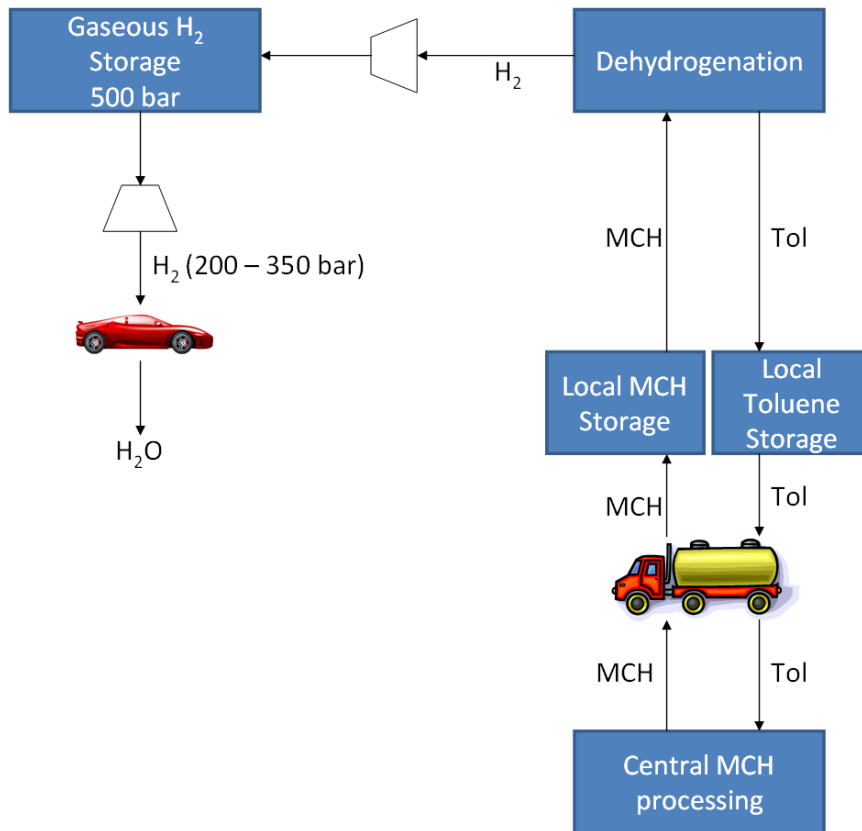 Gaseous H₂
Storage
500 bar
H₂
Dehydrogenation
H₂ (200 – 350 bar)
H₂O
MCH
Tol
Local MCH
Storage
Local
Toluene
Storage
MCH
Tol
MCH
Tol
Central MCH
processing